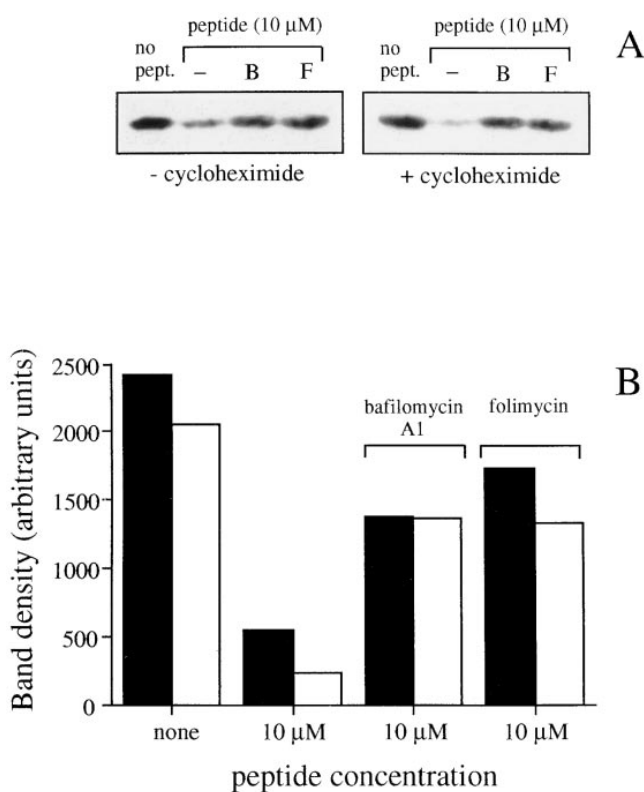 peptide (10 µM)
peptide (10 µM)
A
no
pept.
–
B
F
no
pept.
–
B
F
- cycloheximide
+ cycloheximide
B
Band density (arbitrary units)
2500
2000
1500
1000
500
0
bafilomycin
A1
folimycin
none
10 µM
10 µM
10 µM
peptide concentration